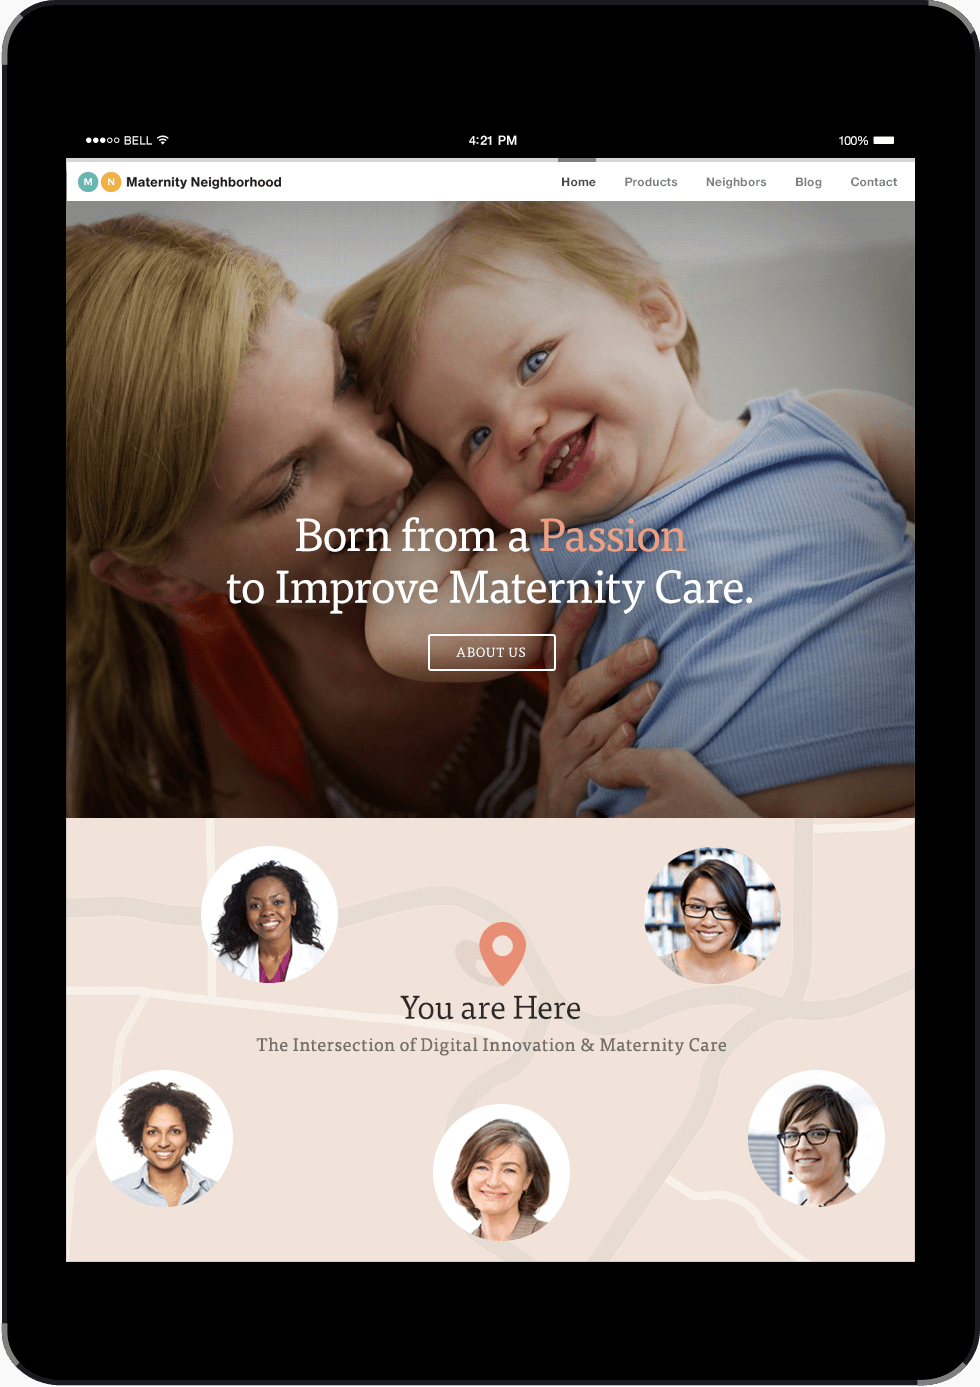 BELL
4:21 PM
100%
M N Maternity Neighborhood
Home Products Neighbors Blog Contact
Born from a Passion
to Improve Maternity Care.
ABOUT US
You are Here
The Intersection of Digital Innovation & Maternity Care